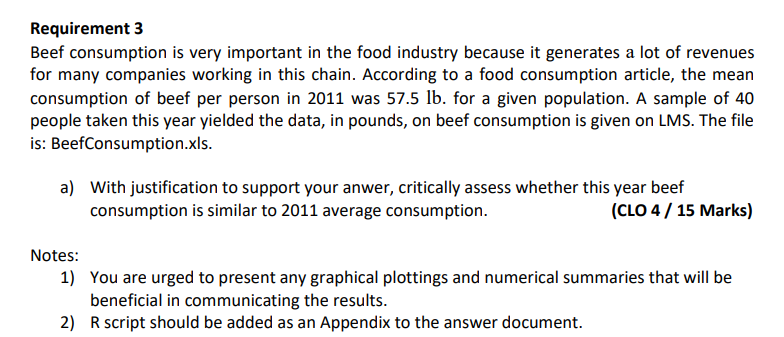 Requirement 3
Beef consumption is very important in the food industry because it generates a lot of revenues
for many companies working in this chain. According to a food consumption article, the mean
consumption of beef per person in 2011 was 57.5 lb. for a given population. A sample of 40
people taken this year yielded the data, in pounds, on beef consumption is given on LMS. The file
is: BeefConsumption.xls.
a) With justification to support your anwer, critically assess whether this year beef
consumption is similar to 2011 average consumption. (CLO 4 / 15 Marks)
Notes:
1) You are urged to present any graphical plottings and numerical summaries that will be
beneficial in communicating the results.
2) R script should be added as an Appendix to the answer document.